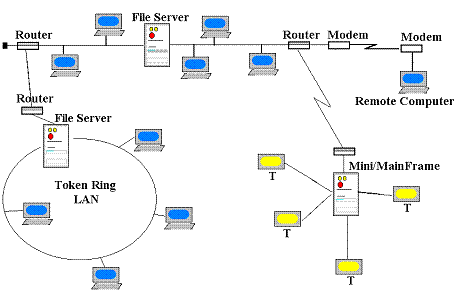 File Server
Router
Router
Modem
Modem
Remote Computer
Router
File Server
Token Ring
LAN
Mini/MainFrame
T
T
T
T